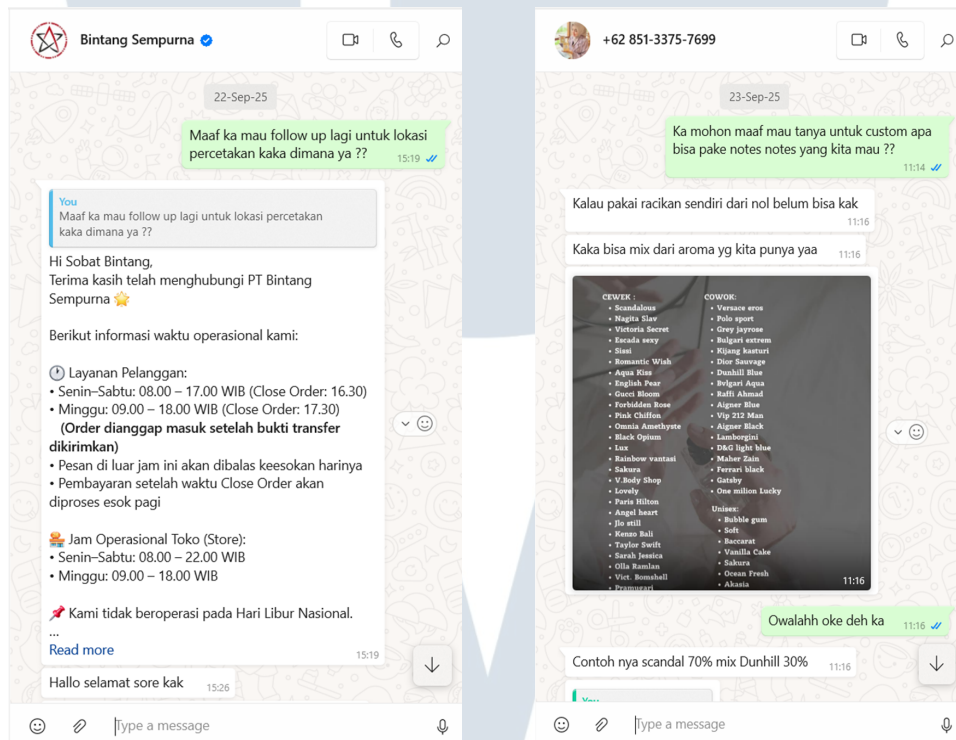 Bintang Sempurna
22-Sep-25
Maaf ka mau follow up lagi untuk lokasi
percetakan kaka dimana ya ??
15:19
You
Maaf ka mau follow up lagi untuk lokasi
percetakan kaka dimana ya ??
Hi Sobat Bintang,
Terima kasih telah menghubungi PT Bintang
Sempurna 🌟
Berikut informasi waktu operasional kami:
🕐 Layanan Pelanggan:
• Senin–Sabtu: 08.00 – 17.00 WIB (Close Order: 16.30)
• Minggu: 09.00 – 18.00 WIB (Close Order: 17.30)
(Order dianggap masuk setelah bukti transfer
dikirimkan)
• Pesan di luar jam ini akan dibalas keesokan harinya
• Pembayaran setelah waktu Close Order akan
diproses esok pagi
🏪 Jam Operasional Toko (Store):
• Senin–Sabtu: 08.00 – 22.00 WIB
• Minggu: 09.00 – 18.00 WIB
📌 Kami tidak beroperasi pada Hari Libur Nasional.
...
Read more
15:19
Hallo selamat sore kak
15:26
Type a message
+62 851-3375-7699
23-Sep-25
Ka mohon maaf mau tanya untuk custom apa
bisa pake notes notes yang kita mau ??
11:14
Kalau pakai racikan sendiri dari nol belum bisa kak
11:16
Kaka bisa mix dari aroma yg kita punya yaa
11:16
CEWEK :
• Scandalous
• Nagita Slav
• Victoria Secret
• Escada sexy
• Sissi
• Romantic Wish
• Aqua Kiss
• English Pear
• Gucci Bloom
• Forbidden Rose
• Pink Chiffon
• Omnia Amethyste
• Black Opium
• Lux
• Rainbow vantasi
• Sakura
• V.Body Shop
• Lovely
• Paris Hilton
• Angel heart
• Jlo still
• Kenzo Bali
• Taylor Swift
• Sarah Jessica
• Olla Ramlan
• Vict. Bomshell
• Pramugari
COWOK:
• Versace eros
• Polo sport
• Grey jayrose
• Bulgari extrem
• Kijang kasturi
• Dior Sauvage
• Dunhill Blue
• Bvlgari Aqua
• Raffi Ahmad
• Aigner Blue
• Vip 212 Man
• Aigner Black
• Lamborgini
• D&G light blue
• Maher Zain
• Ferrari black
• Gatsby
• One milion Lucky
Unisex:
• Bubble gum
• Soft
• Baccarat
• Vanilla Cake
• Sakura
• Ocean Fresh
• Akasia
11:16
Owalahh oke deh ka
11:16
Contoh nya scandal 70% mix Dunhill 30%
11:16
You
Type a message